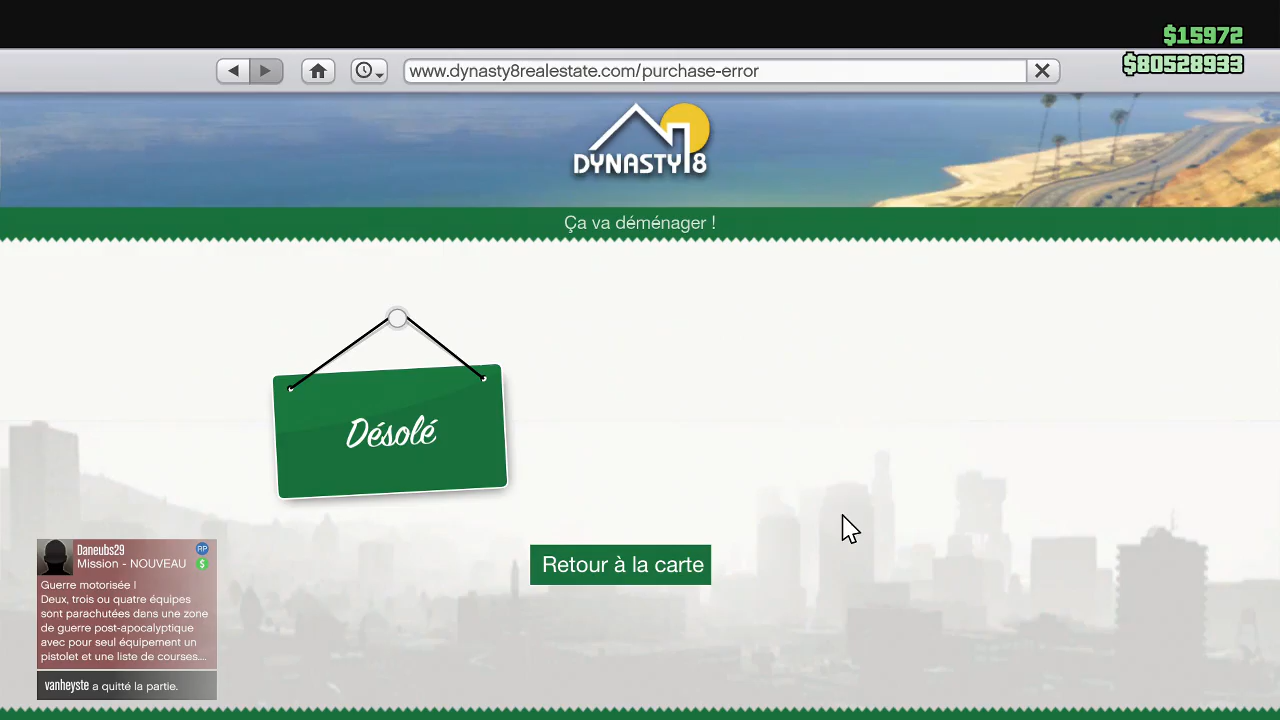 $15972
www.dynasty8realestate.com/purchase-error
$80528933
DYNASTY 8
Ça va déménager !
Désolé
Retour à la carte
Daneubs29
RP
Mission - NOUVEAU
$
Guerre motorisée !
Deux, trois ou quatre équipes
sont parachutées dans une zone
de guerre post-apocalyptique
avec pour seul équipement un
pistolet et une liste de courses....
vanheyste a quitté la partie.